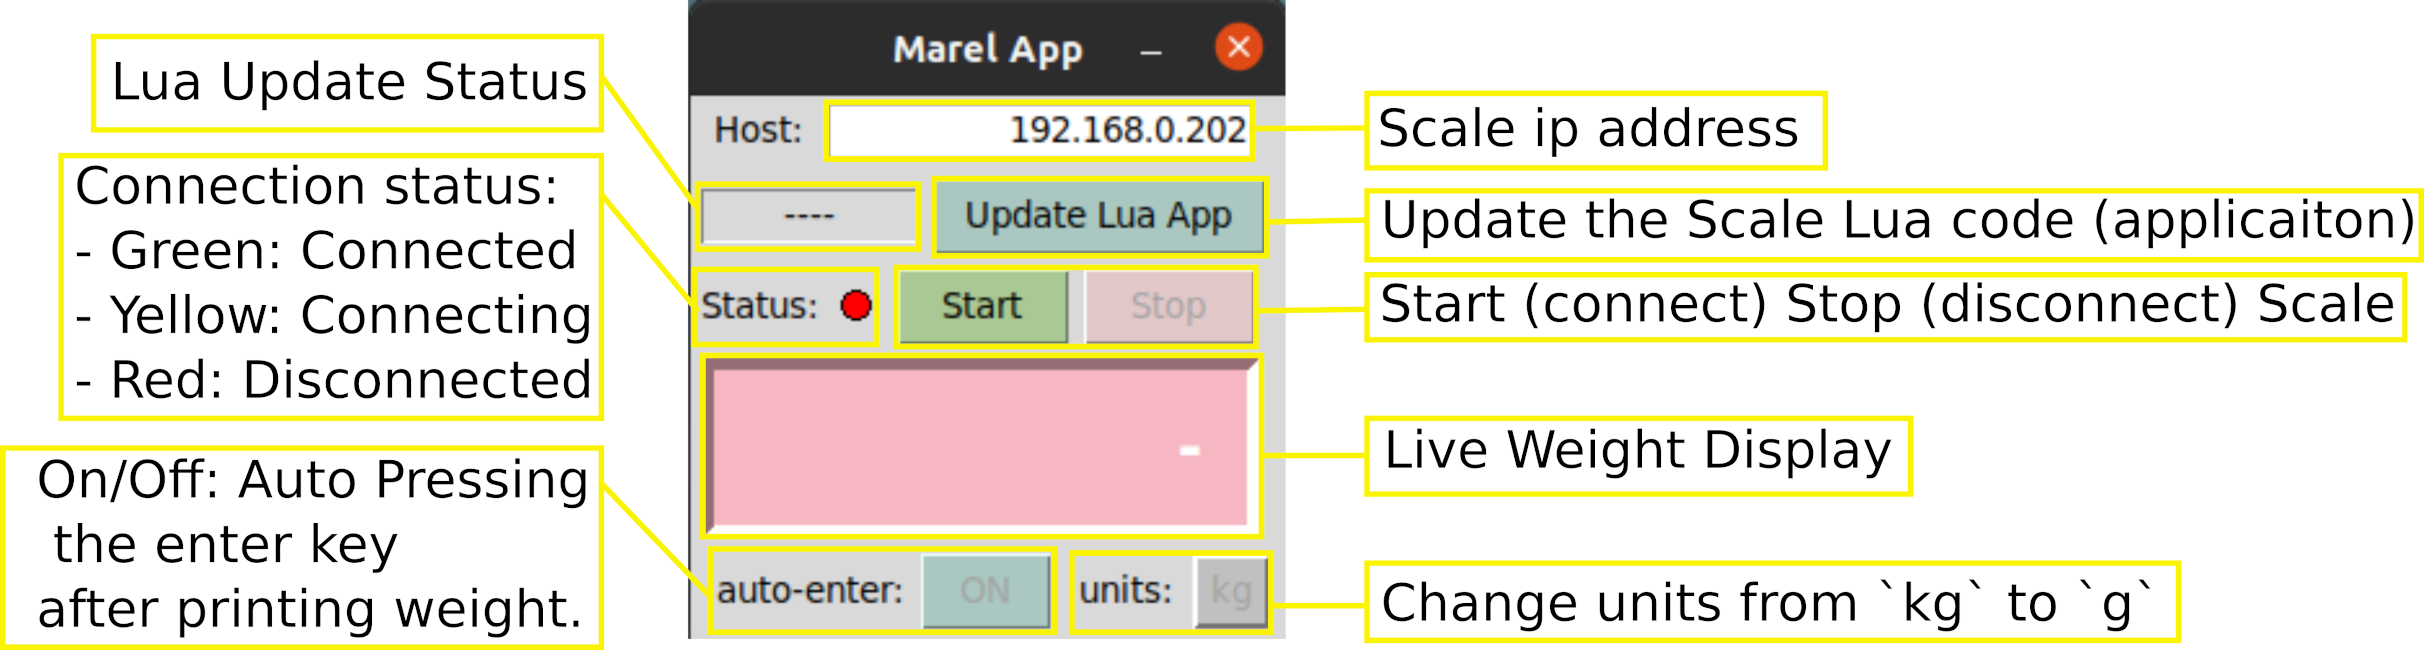 Marel App
Lua Update Status
Host: 192.168.0.202
Scale ip address
---- Update Lua App
Update the Scale Lua code (applicaiton)
Connection status:
- Green: Connected
- Yellow: Connecting
- Red: Disconnected
Status: Start Stop
Start (connect) Stop (disconnect) Scale
-
Live Weight Display
On/Off: Auto Pressing
the enter key
after printing weight.
auto-enter: ON units: kg
Change units from `kg` to `g`